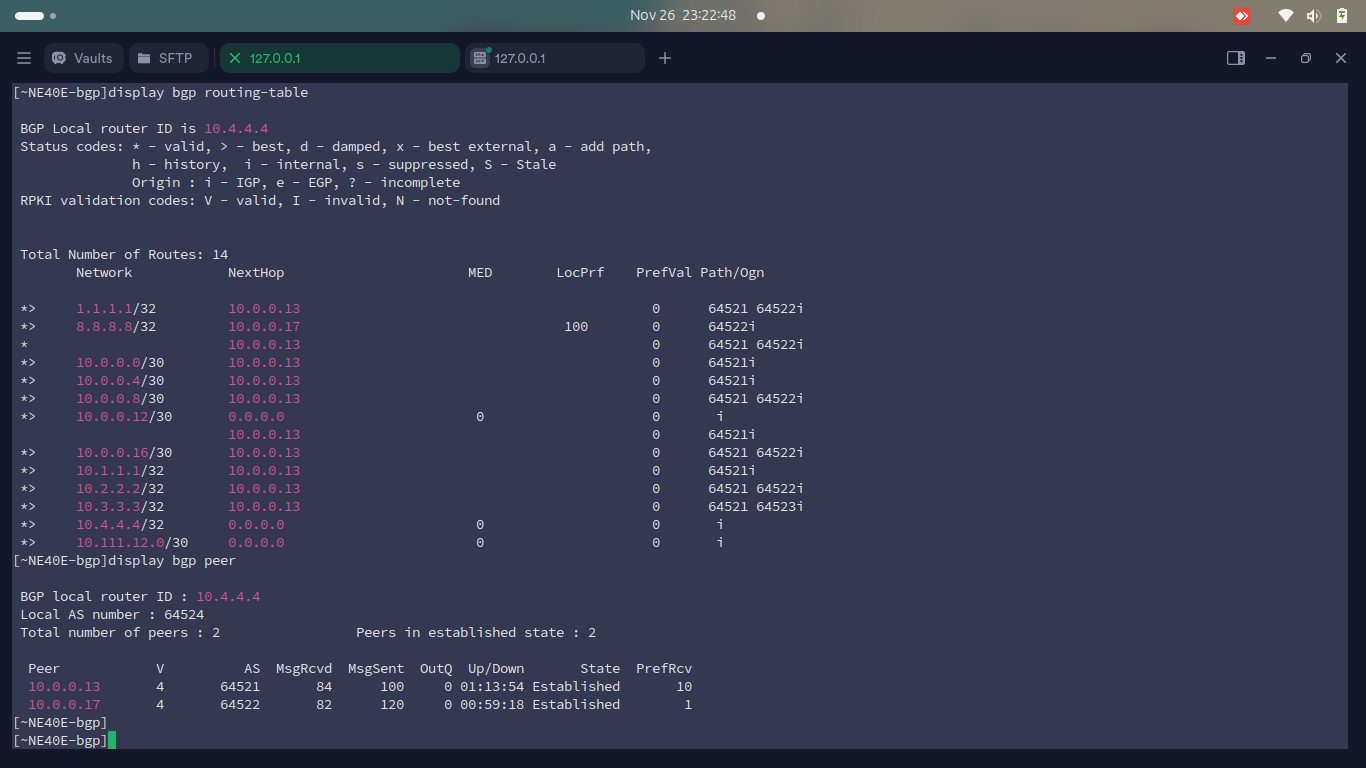 Nov 26 23:22:48
Vaults SFTP 127.0.0.1 127.0.0.1
[~NE40E-bgp]display bgp routing-table
BGP Local router ID is 10.4.4.4
Status codes: * - valid, > - best, d - damped, x - best external, a - add path,
h - history, i - internal, s - suppressed, S - Stale
Origin : i - IGP, e - EGP, ? - incomplete
RPKI validation codes: V - valid, I - invalid, N - not-found
Total Number of Routes: 14
Network NextHop MED LocPrf PrefVal Path/Ogn
*> 1.1.1.1/32 10.0.0.13 0 64521 64522i
*> 8.8.8.8/32 10.0.0.17 100 0 64522i
* 10.0.0.13 0 64521 64522i
*> 10.0.0.0/30 10.0.0.13 0 64521i
*> 10.0.0.4/30 10.0.0.13 0 64521i
*> 10.0.0.8/30 10.0.0.13 0 64521 64522i
*> 10.0.0.12/30 0.0.0.0 0 0 i
10.0.0.13 0 64521i
*> 10.0.0.16/30 10.0.0.13 0 64521 64522i
*> 10.1.1.1/32 10.0.0.13 0 64521i
*> 10.2.2.2/32 10.0.0.13 0 64521 64522i
*> 10.3.3.3/32 10.0.0.13 0 64521 64523i
*> 10.4.4.4/32 0.0.0.0 0 0 i
*> 10.111.12.0/30 0.0.0.0 0 0 i
[~NE40E-bgp]display bgp peer
BGP local router ID : 10.4.4.4
Local AS number : 64524
Total number of peers : 2 Peers in established state : 2
Peer V AS MsgRcvd MsgSent OutQ Up/Down State PrefRcv
10.0.0.13 4 64521 84 100 0 01:13:54 Established 10
10.0.0.17 4 64522 82 120 0 00:59:18 Established 1
[~NE40E-bgp]
[~NE40E-bgp]